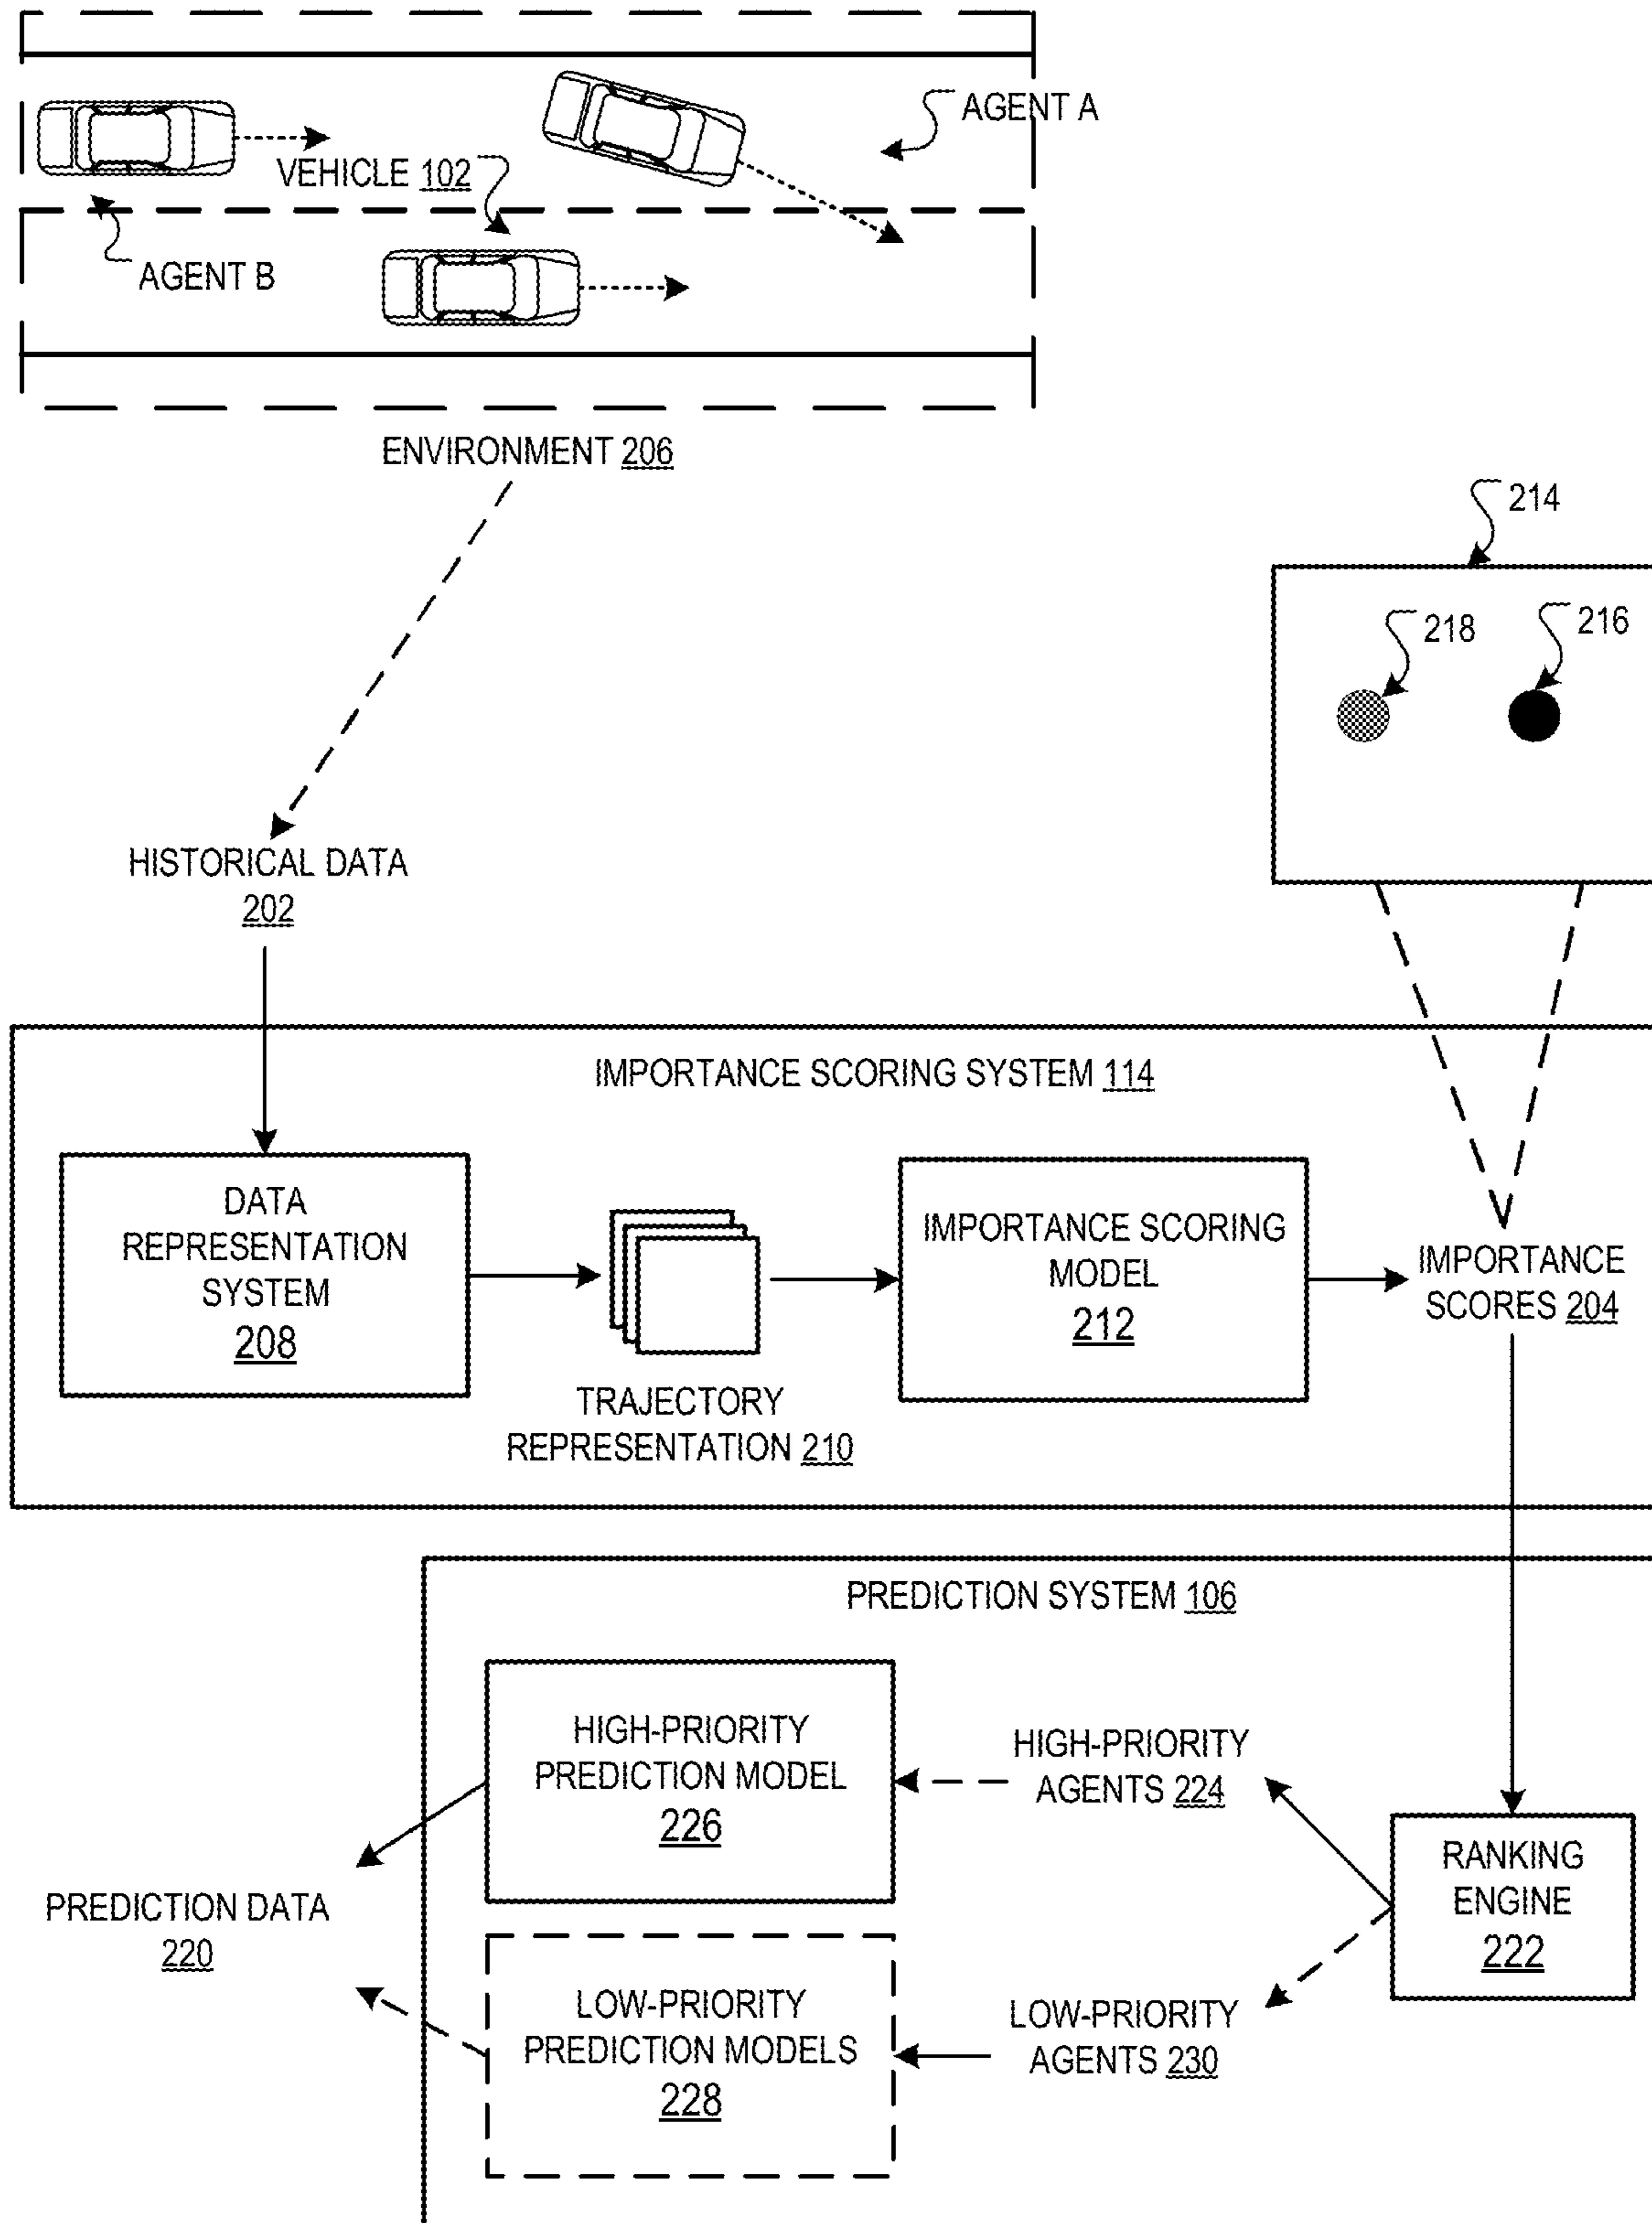 AGENT A
VEHICLE 102
AGENT B
ENVIRONMENT 206
214
218
216
HISTORICAL DATA
202
IMPORTANCE SCORING SYSTEM 114
DATA
REPRESENTATION
SYSTEM
208
TRAJECTORY
REPRESENTATION 210
IMPORTANCE SCORING
MODEL
212
IMPORTANCE
SCORES 204
PREDICTION SYSTEM 106
HIGH-PRIORITY
PREDICTION MODEL
226
HIGH-PRIORITY
AGENTS 224
RANKING
ENGINE
222
PREDICTION DATA
220
LOW-PRIORITY
PREDICTION MODELS
228
LOW-PRIORITY
AGENTS 230